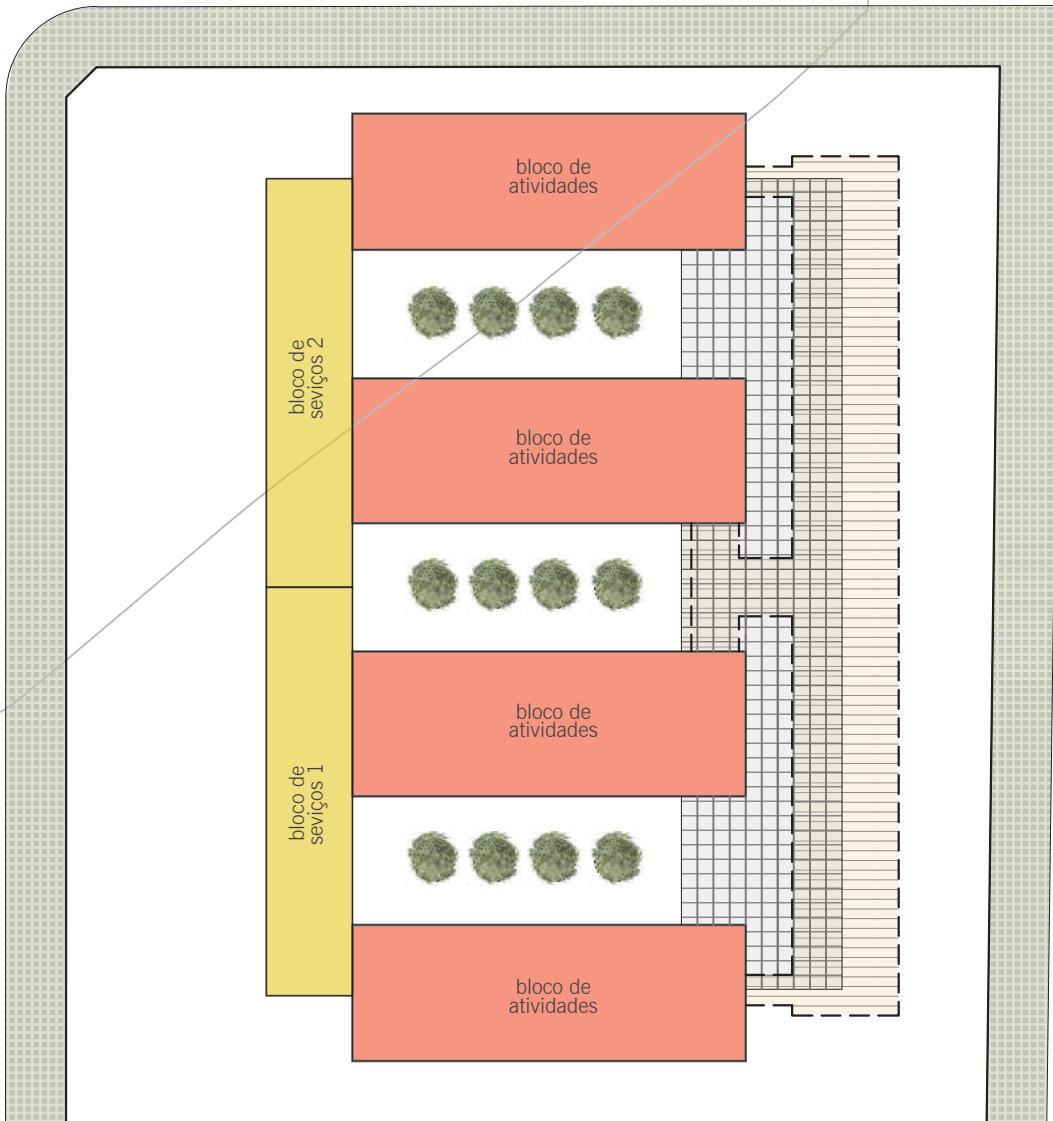 bloco de
atividades
bloco de
seviços 2
bloco de
atividades
bloco de
atividades
bloco de
seviços 1
bloco de
atividades